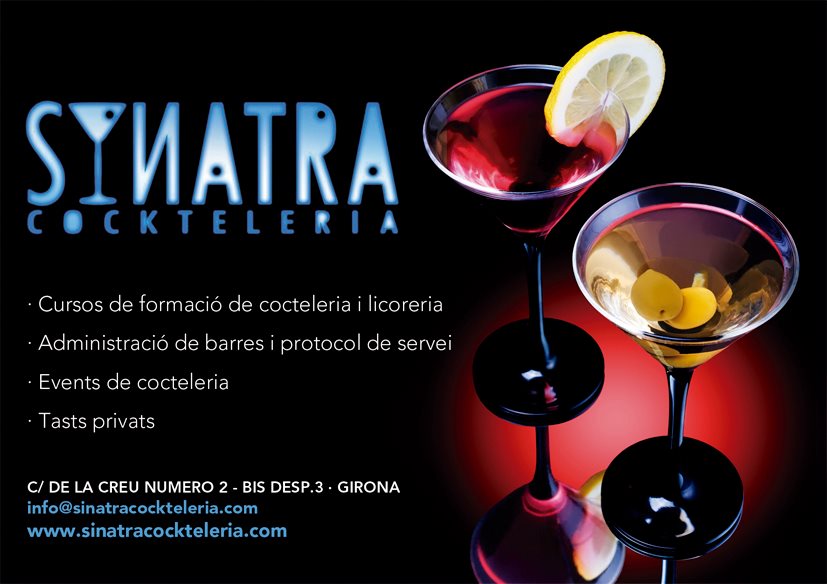 SINATRA
COCKTELERIA
· Cursos de formació de cocteleria i licoreria
· Administració de barres i protocol de servei
· Events de cocteleria
· Tasts privats
C/ DE LA CREU NUMERO 2 - BIS DESP.3 · GIRONA
info@sinatracockteleria.com
www.sinatracockteleria.com